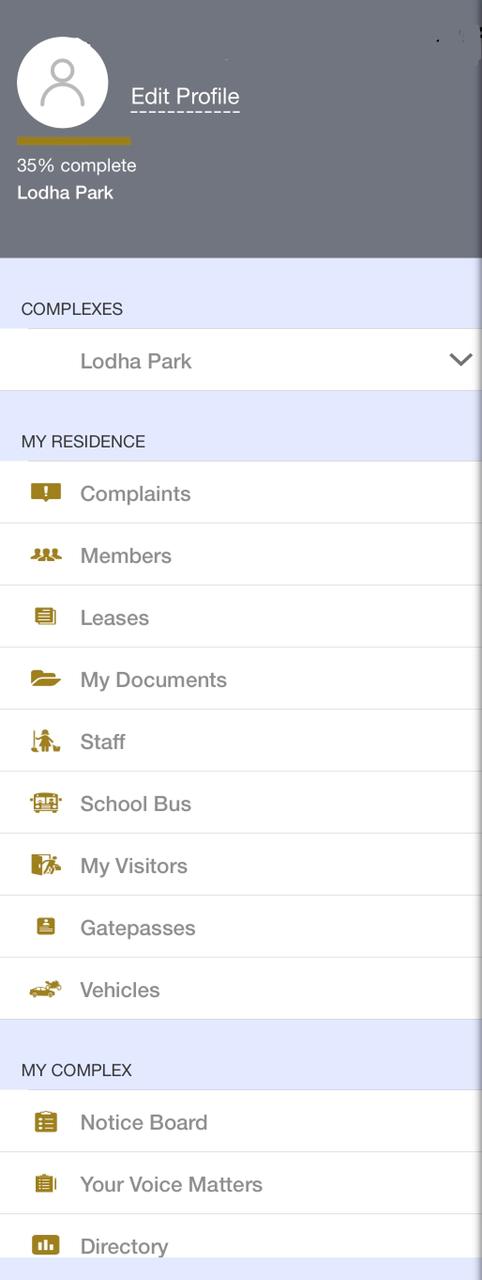 Edit Profile
35% complete
Lodha Park
COMPLEXES
Lodha Park
MY RESIDENCE
Complaints
Members
Leases
My Documents
Staff
School Bus
My Visitors
Gatepasses
Vehicles
MY COMPLEX
Notice Board
Your Voice Matters
Directory